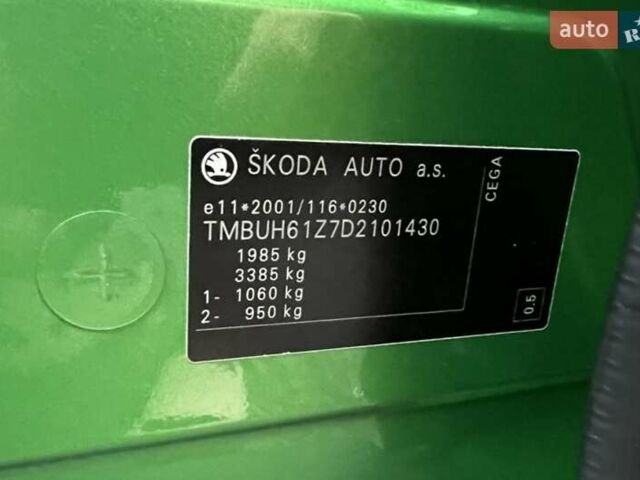 auto
ŠKODA AUTO a.s.
e11*2001/116*0230
TMBUH61Z7D2101430
1985 kg
3385 kg
1- 1060 kg
2- 950 kg
CEGA
0.5